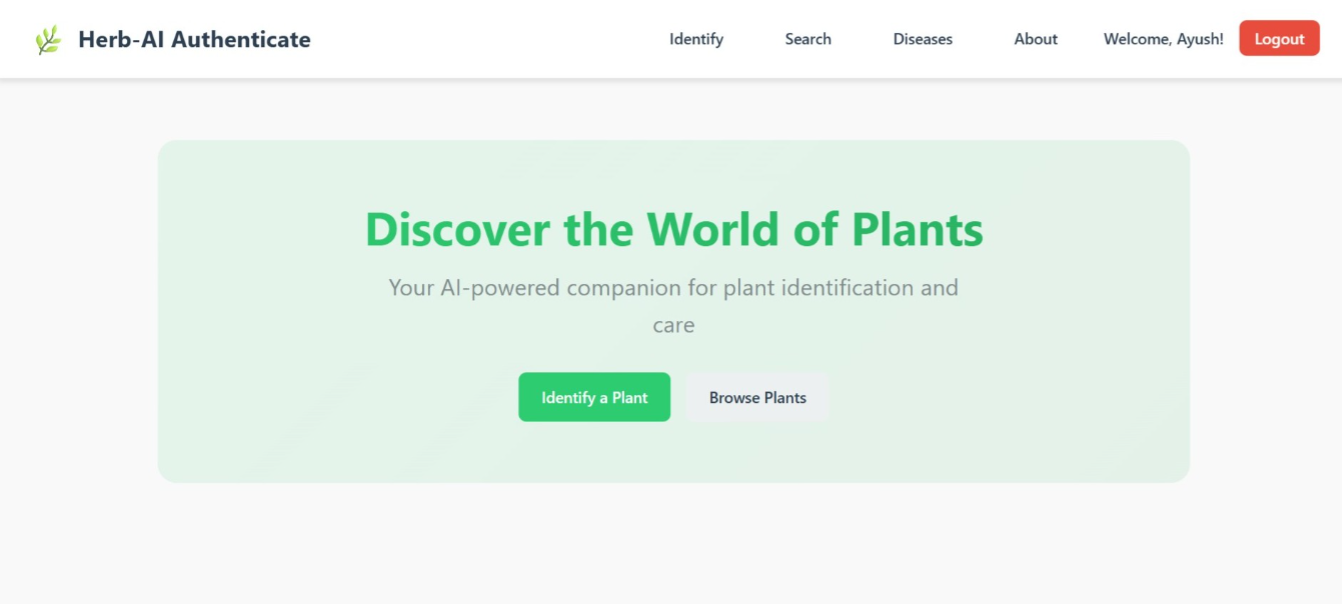 Herb-AI Authenticate
Identify
Search
Diseases
About
Welcome, Ayush!
Logout
Discover the World of Plants
Your AI-powered companion for plant identification and
care
Identify a Plant
Browse Plants